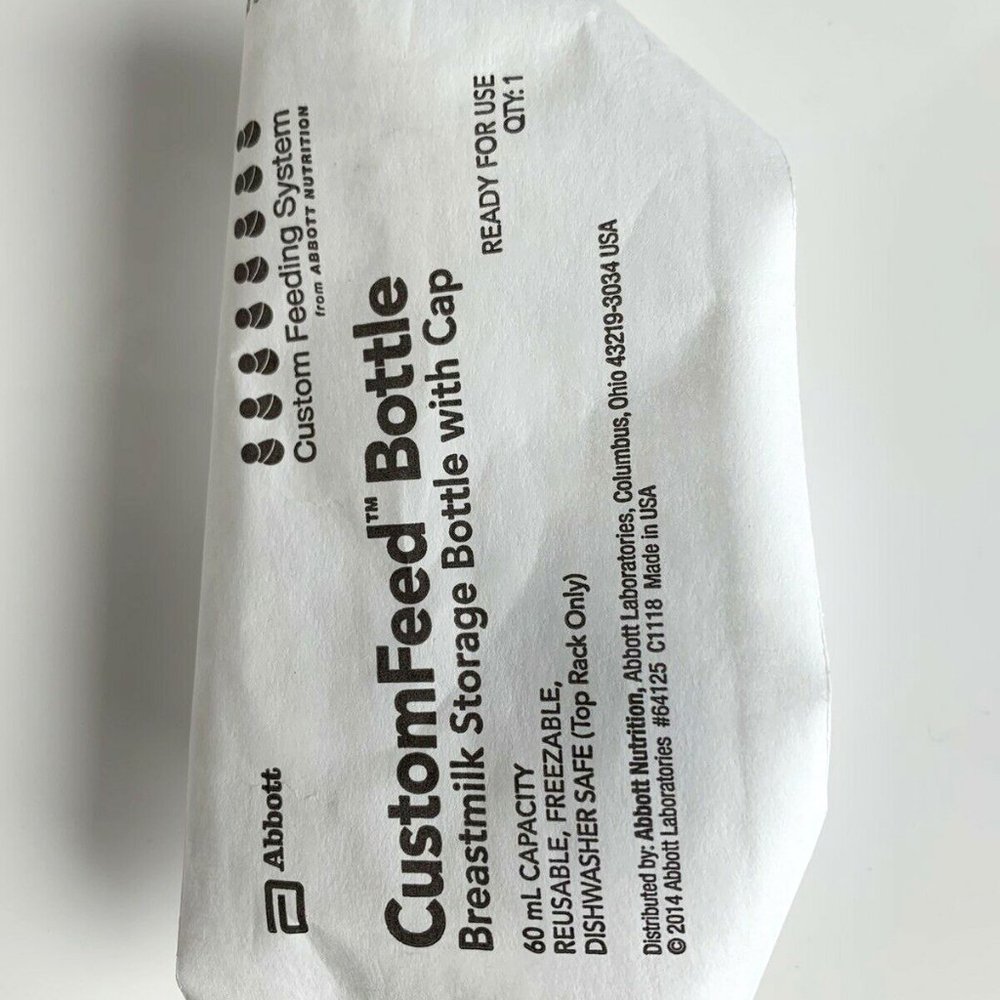 Abbott
Custom Feeding System
from ABBOTT NUTRITION
CustomFeed™ Bottle
Breastmilk Storage Bottle with Cap
READY FOR USE
QTY: 1
60 mL CAPACITY
REUSABLE, FREEZABLE,
DISHWASHER SAFE (Top Rack Only)
Distributed by: Abbott Nutrition, Abbott Laboratories, Columbus, Ohio 43219-3034 USA
© 2014 Abbott Laboratories #64125 C1118 Made in USA